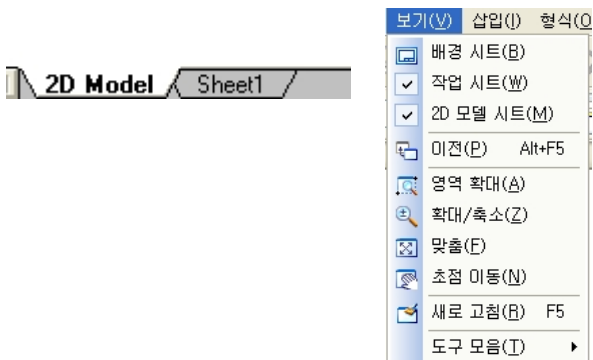 2D Model Sheet1
보기(V) 삽입(I) 형식(O
배경 시트(B)
작업 시트(W)
2D 모델 시트(M)
이전(P) Alt+F5
영역 확대(A)
확대/축소(Z)
맞춤(F)
초점 이동(N)
새로 고침(R) F5
도구 모음(T)